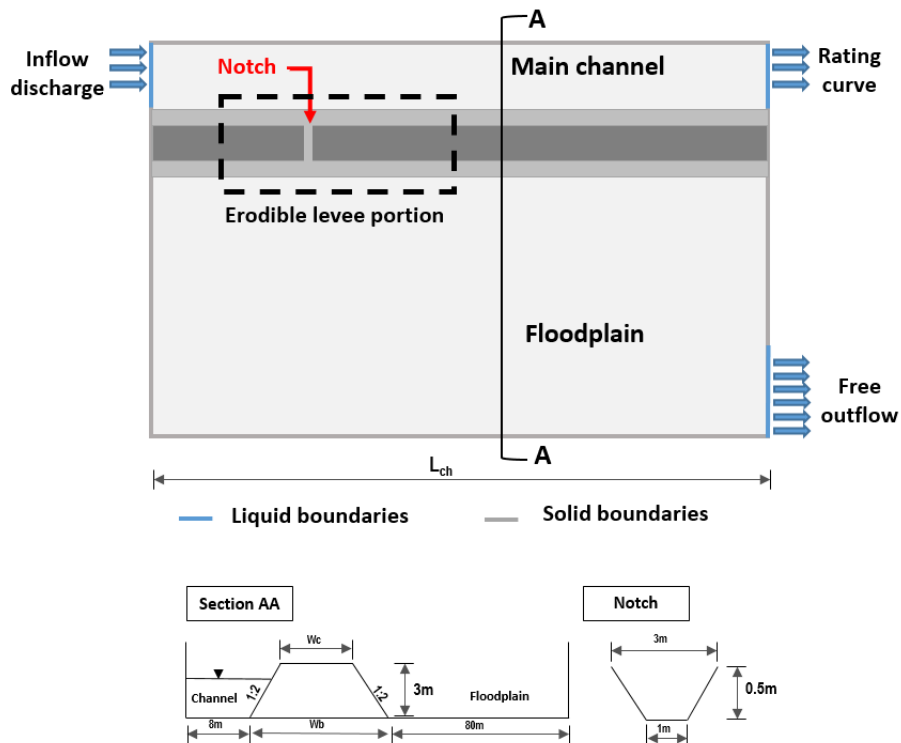 A
Inflow
discharge
Notch
Main channel
Rating
curve
Erodible levee portion
Floodplain
Free
outflow
A
Lch
Liquid boundaries
Solid boundaries
Section AA
Notch
Wc
3m
Channel
1:2
1:2
3m
Floodplain
0.5m
8m
Wb
80m
1m